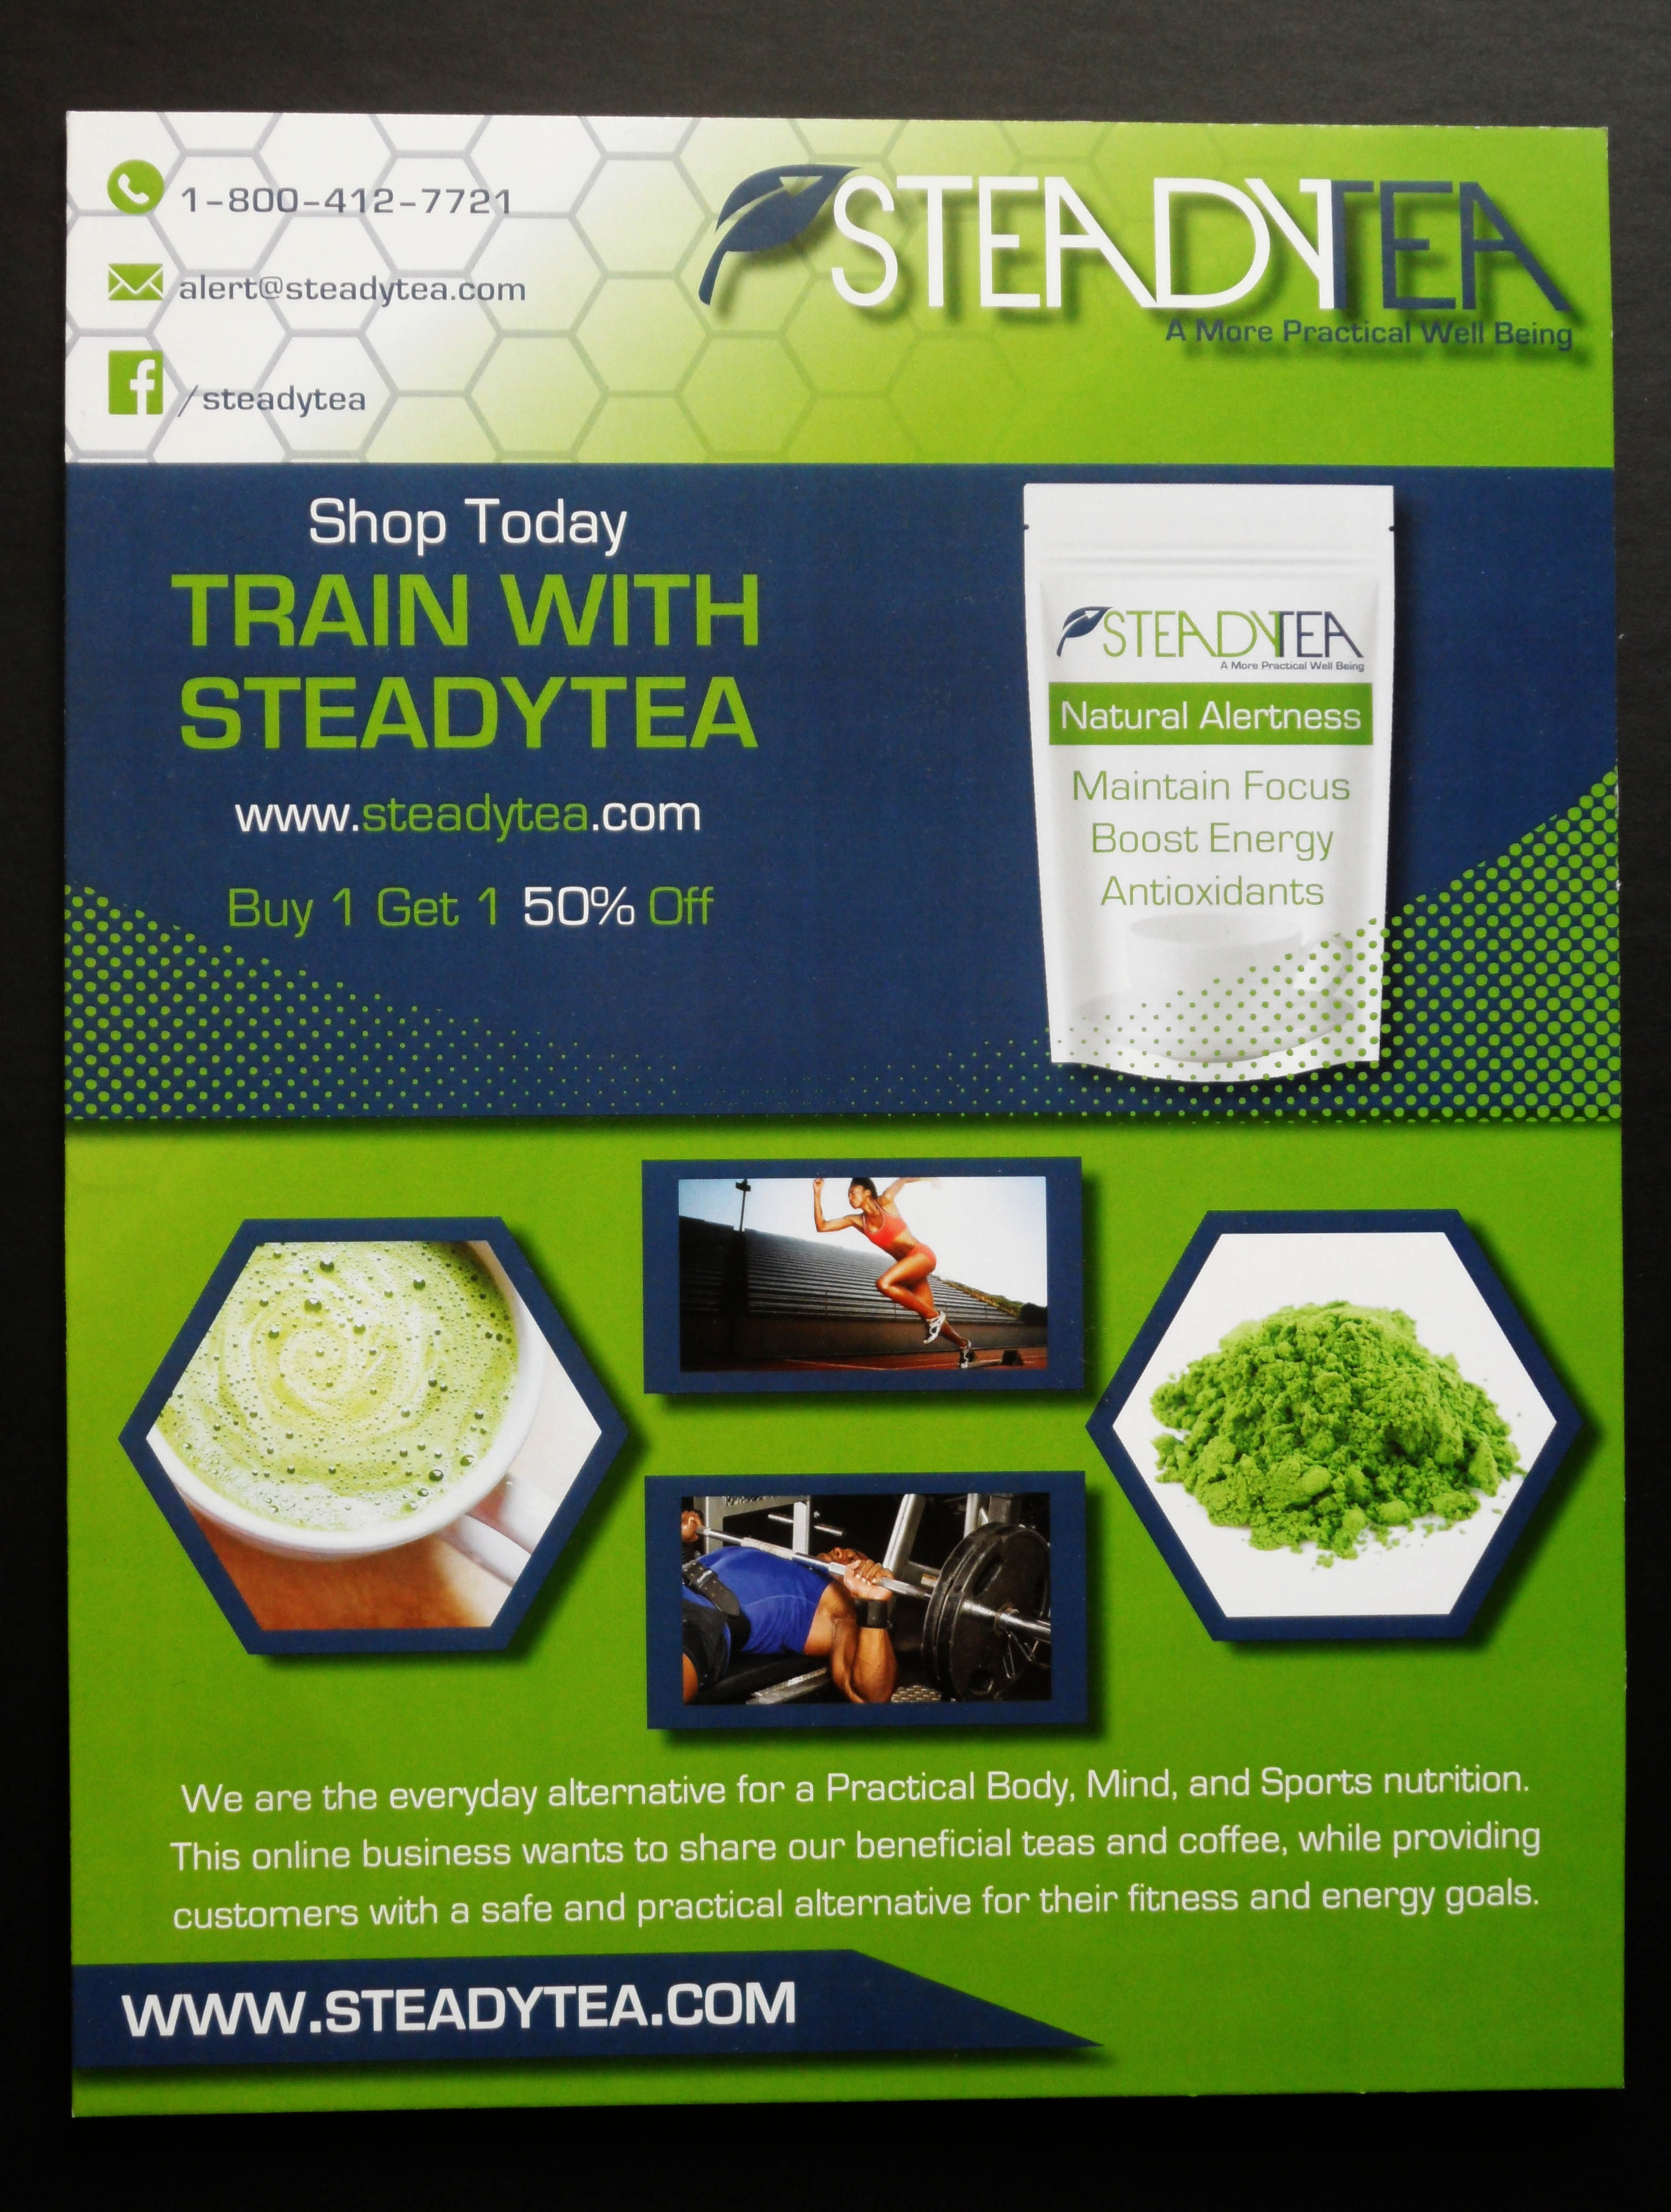 1-800-412-7721
alert@steadytea.com
/steadytea
STEADYTEA
A More Practical Well Being
Shop Today
TRAIN WITH
STEADYTEA
www.steadytea.com
Buy 1 Get 1 50% Off
STEADYTEA
A More Practical Well Being
Natural Alertness
Maintain Focus
Boost Energy
Antioxidants
We are the everyday alternative for a Practical Body, Mind, and Sports nutrition.
This online business wants to share our beneficial teas and coffee, while providing
customers with a safe and practical alternative for their fitness and energy goals.
WWW.STEADYTEA.COM